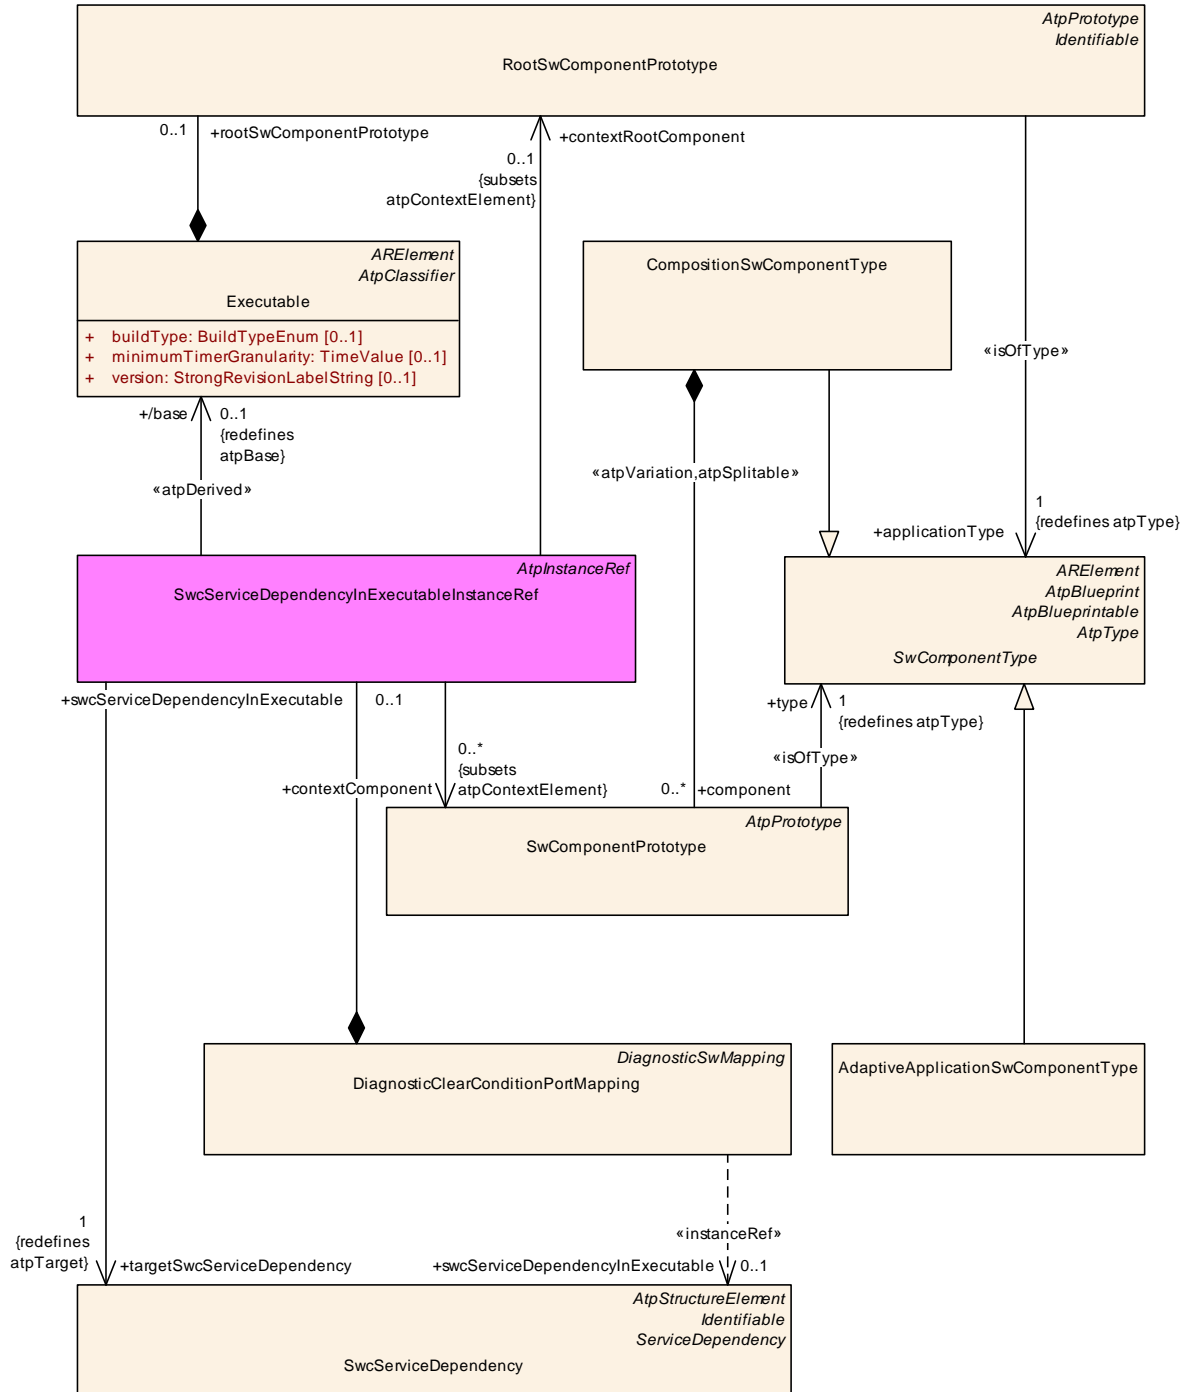 AtpPrototype
Identifiable
RootSwComponentPrototype
0..1
+rootSwComponentPrototype
+contextRootComponent
0..1
{subsets
atpContextElement}
ARElement
AtpClassifier
Executable
+ buildType: BuildTypeEnum [0..1]
+ minimumTimerGranularity: TimeValue [0..1]
+ version: StrongRevisionLabelString [0..1]
CompositionSwComponentType
«isOfType»
+/base
0..1
{redefines
atpBase}
«atpDerived»
«atpVariation,atpSplitable»
1
{redefines atpType}
+applicationType
AtpInstanceRef
SwcServiceDependencyInExecutableInstanceRef
ARElement
AtpBlueprint
AtpBlueprintable
AtpType
SwComponentType
+swcServiceDependencyInExecutable
0..1
+type
1
{redefines atpType}
«isOfType»
0..*
{subsets
atpContextElement}
+contextComponent
0..*
+component
AtpPrototype
SwComponentPrototype
DiagnosticSwMapping
DiagnosticClearConditionPortMapping
AdaptiveApplicationSwComponentType
1
{redefines
atpTarget}
+targetSwcServiceDependency
«instanceRef»
+swcServiceDependencyInExecutable
0..1
AtpStructureElement
Identifiable
ServiceDependency
SwcServiceDependency